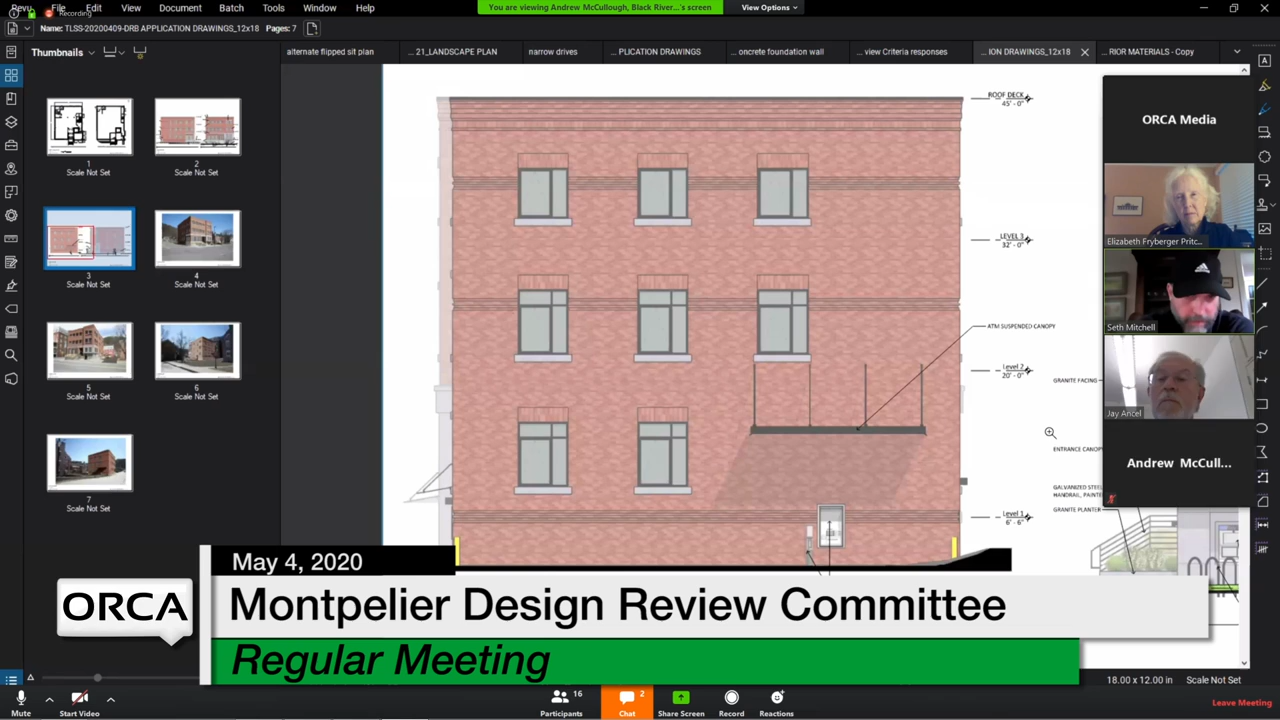 Revu
Edit
View
Document
Batch
Tools
Window
Help
Recording
You are viewing Andrew McCullough, Black River...'s screen
View Options
Name: TLSS-20200409-DRB APPLICATION DRAWINGS_12x18 Pages: 7
Thumbnails
alternate flipped sit plan
... 21_LANDSCAPE PLAN
narrow drives
... PLICATION DRAWINGS
... oncrete foundation wall
... view Criteria responses
... ION DRAWINGS_12x18
... RIOR MATERIALS - Copy
1
Scale Not Set
2
Scale Not Set
3
Scale Not Set
4
Scale Not Set
5
Scale Not Set
6
Scale Not Set
7
Scale Not Set
ROOF DECK
45' - 0"
LEVEL 3
32' - 0"
ATM SUSPENDED CANOPY
Level 2
20' - 0"
GRANITE FACING
ENTRANCE CANOP
GALVANIZED STEEL
HANDRAIL, PAINTE
GRANITE PLANTER
Level 1
6' - 6"
ORCA Media
Elizabeth Fryberger Pritc...
Seth Mitchell
Jay Ancel
Andrew McCull...
May 4, 2020
ORCA
Montpelier Design Review Committee
Regular Meeting
18.00 x 12.00 in
Scale Not Set
Mute
Start Video
16
Participants
2
Chat
Share Screen
Record
Reactions
Leave Meeting